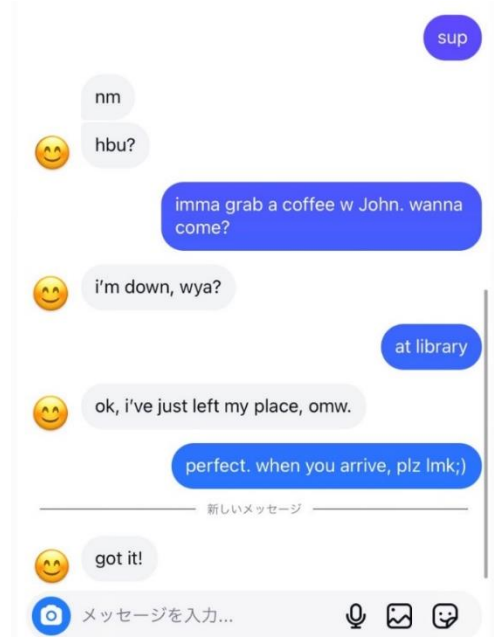 sup
nm
hbu?
imma grab a coffee w John. wanna
come?
i'm down, wya?
at library
ok, i've just left my place, omw.
perfect. when you arrive, plz lmk;)
新しいメッセージ
got it!
メッセージを入力...